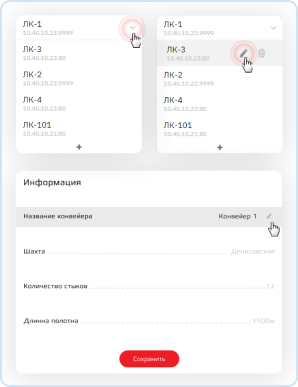 ЛК-1
10.40.10.23:9999
ЛК-3
10.40.10.22:80
ЛК-2
10.40.10.22:9999
ЛК-4
10.40.10.23:80
ЛК-101
10.40.10.21:80
+
ЛК-1
10.40.10.23:9999
ЛК-3
10.40.10.22:80
ЛК-2
10.40.10.22:9999
ЛК-4
10.40.10.23:80
ЛК-101
10.40.10.21:80
+
Информация
Название конвейера Конвейер 1
Шахта Денисовская
Количество стыков 12
Длинна полотна 1500м
Сохранить